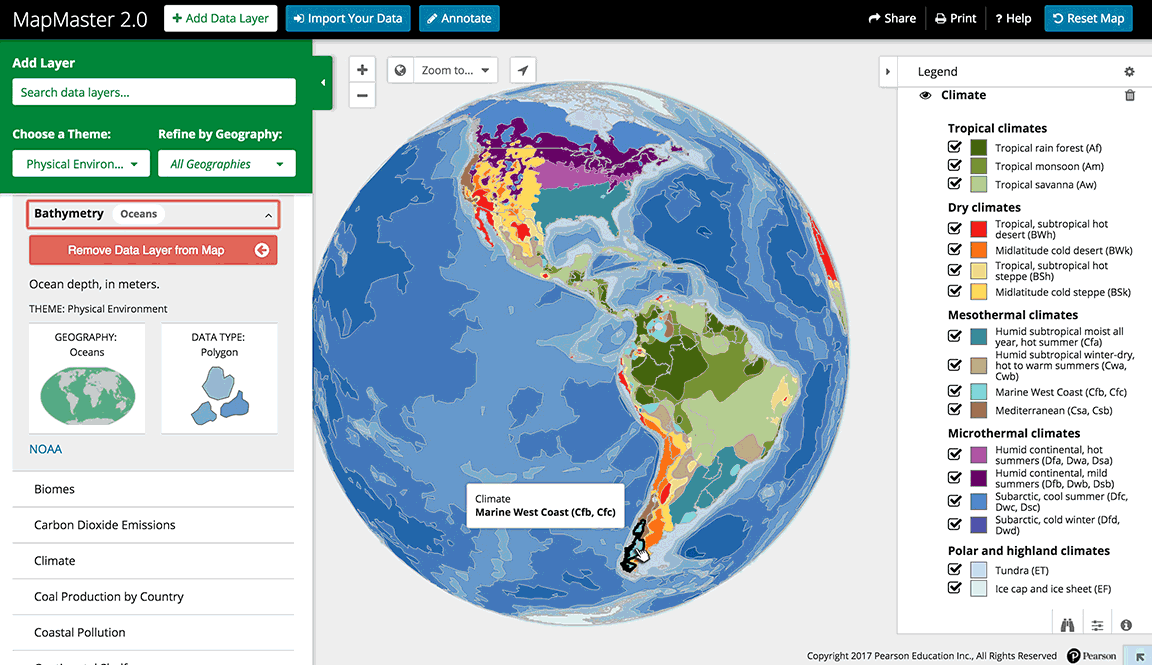 MapMaster 2.0
Add Data Layer
Import Your Data
Annotate
Share
Print
? Help
Reset Map
Add Layer
Search data layers...
Choose a Theme:
Refine by Geography:
Physical Environ...
All Geographies
Bathymetry
Oceans
Remove Data Layer from Map
Ocean depth, in meters.
THEME: Physical Environment
GEOGRAPHY:
Oceans
DATA TYPE:
Polygon
NOAA
Biomes
Carbon Dioxide Emissions
Climate
Coal Production by Country
Coastal Pollution
Zoom to...
Climate
Marine West Coast (Cfb, Cfc)
Legend
Climate
Tropical climates
Tropical rain forest (Af)
Tropical monsoon (Am)
Tropical savanna (Aw)
Dry climates
Tropical, subtropical hot
desert (BWh)
Midlatitude cold desert (BWk)
Tropical, subtropical hot
steppe (BSh)
Midlatitude cold steppe (BSk)
Mesothermal climates
Humid subtropical moist all
year, hot summer (Cfa)
Humid subtropical winter-dry,
hot to warm summers (Cwa,
Cwb)
Marine West Coast (Cfb, Cfc)
Mediterranean (Csa, Csb)
Microthermal climates
Humid continental, hot
summers (Dfa, Dwa, Dsa)
Humid continental, mild
summers (Dfb, Dwb, Dsb)
Subarctic, cool summer (Dfc,
Dwc, Dsc)
Subarctic, cold winter (Dfd,
Dwd)
Polar and highland climates
Tundra (ET)
Ice cap and ice sheet (EF)
Copyright 2017 Pearson Education Inc., All Rights Reserved
Pearson